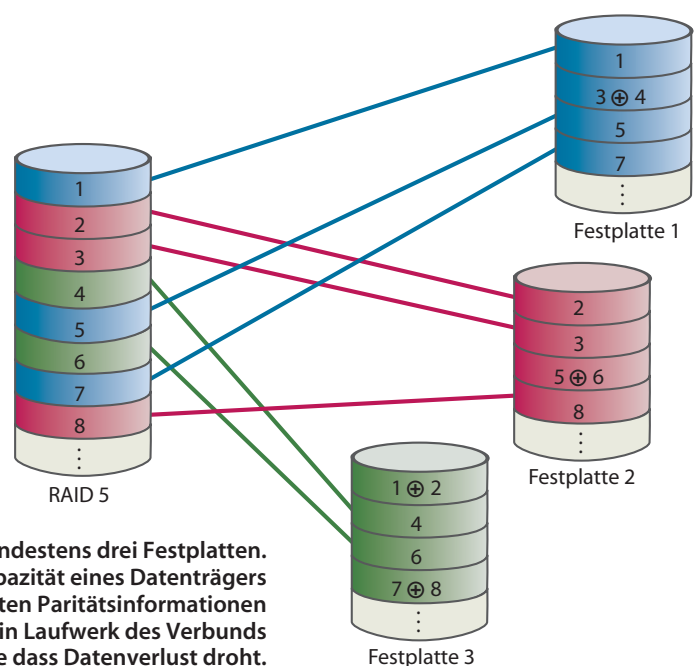 1
2
3
4
5
6
7
8
⋮
RAID 5
1
3 ⊕ 4
5
7
⋮
Festplatte 1
2
3
5 ⊕ 6
8
⋮
Festplatte 2
1 ⊕ 2
4
6
7 ⊕ 8
⋮
Festplatte 3
ndestens drei Festplatten.
pazität eines Datenträgers
ten Paritätsinformationen
in Laufwerk des Verbunds
e dass Datenverlust droht.